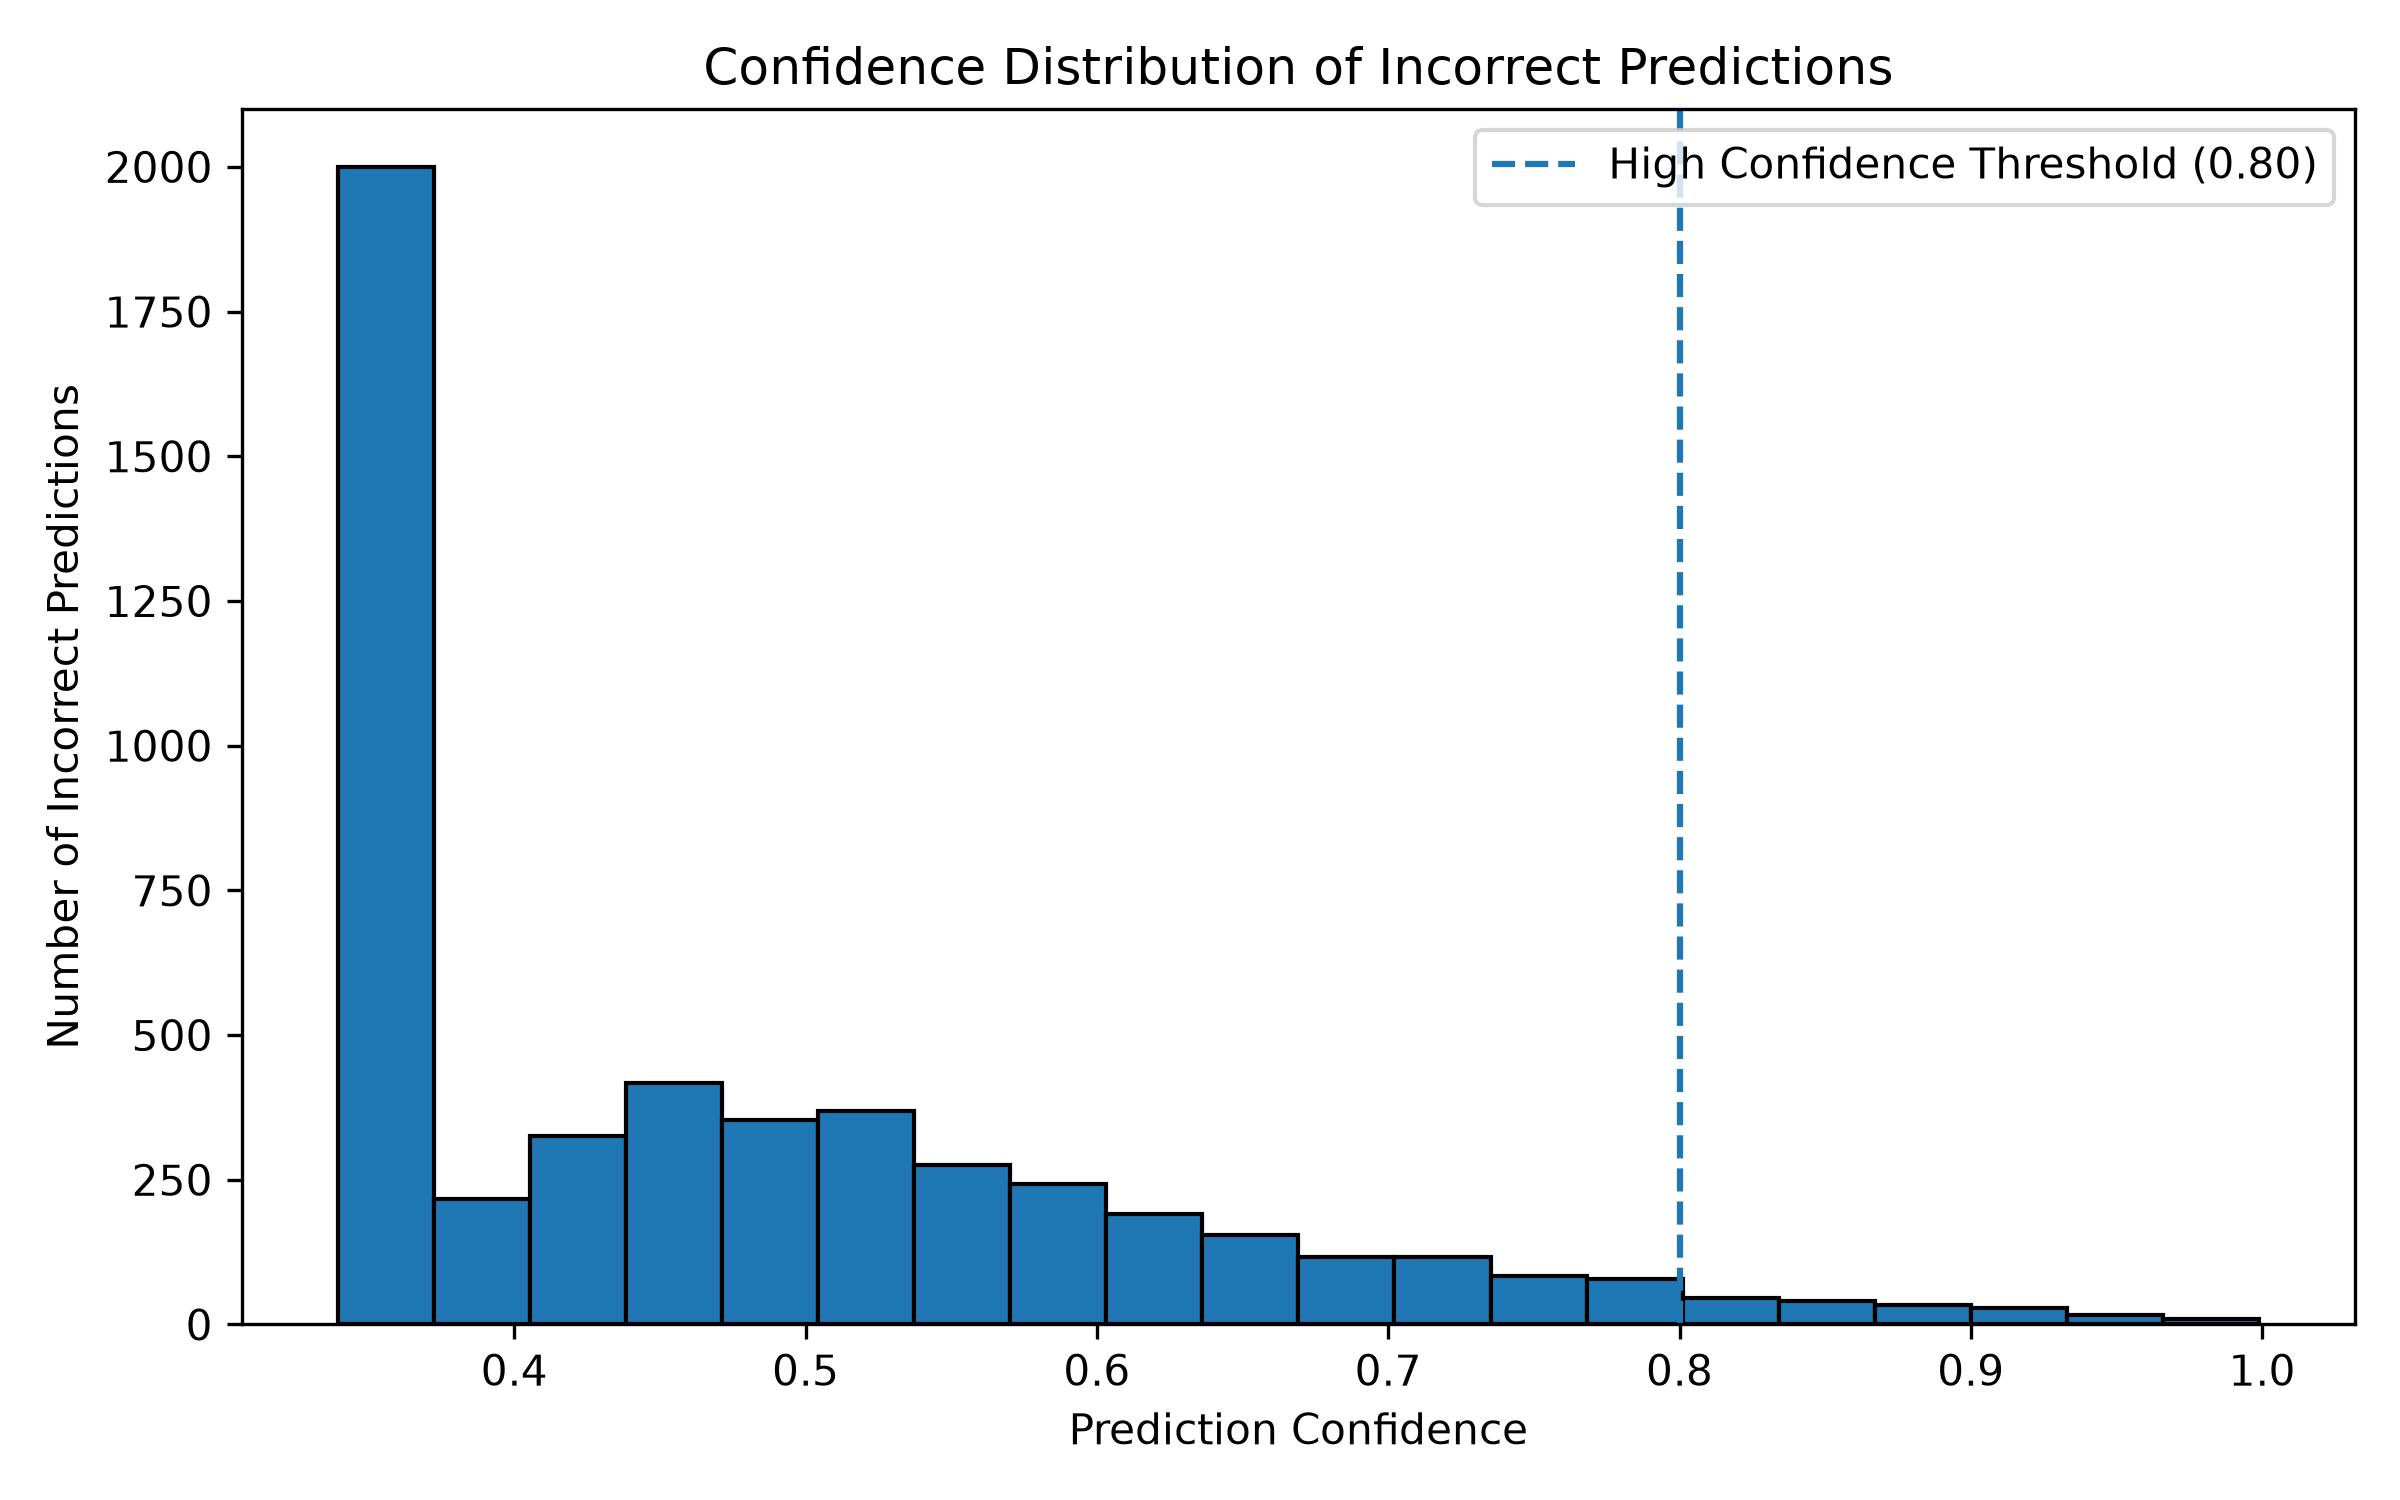 Confidence Distribution of Incorrect Predictions
High Confidence Threshold (0.80)
Number of Incorrect Predictions
2000
1750
1500
1250
1000
750
500
250
0
0.4 0.5 0.6 0.7 0.8 0.9 1.0
Prediction Confidence